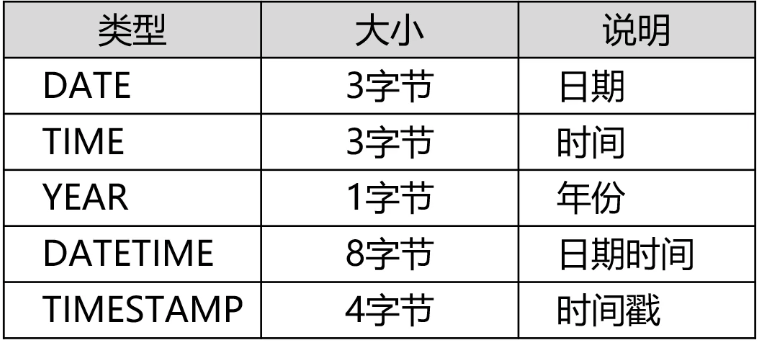 类型 大小 说明
DATE 3字节 日期
TIME 3字节 时间
YEAR 1字节 年份
DATETIME 8字节 日期时间
TIMESTAMP 4字节 时间戳